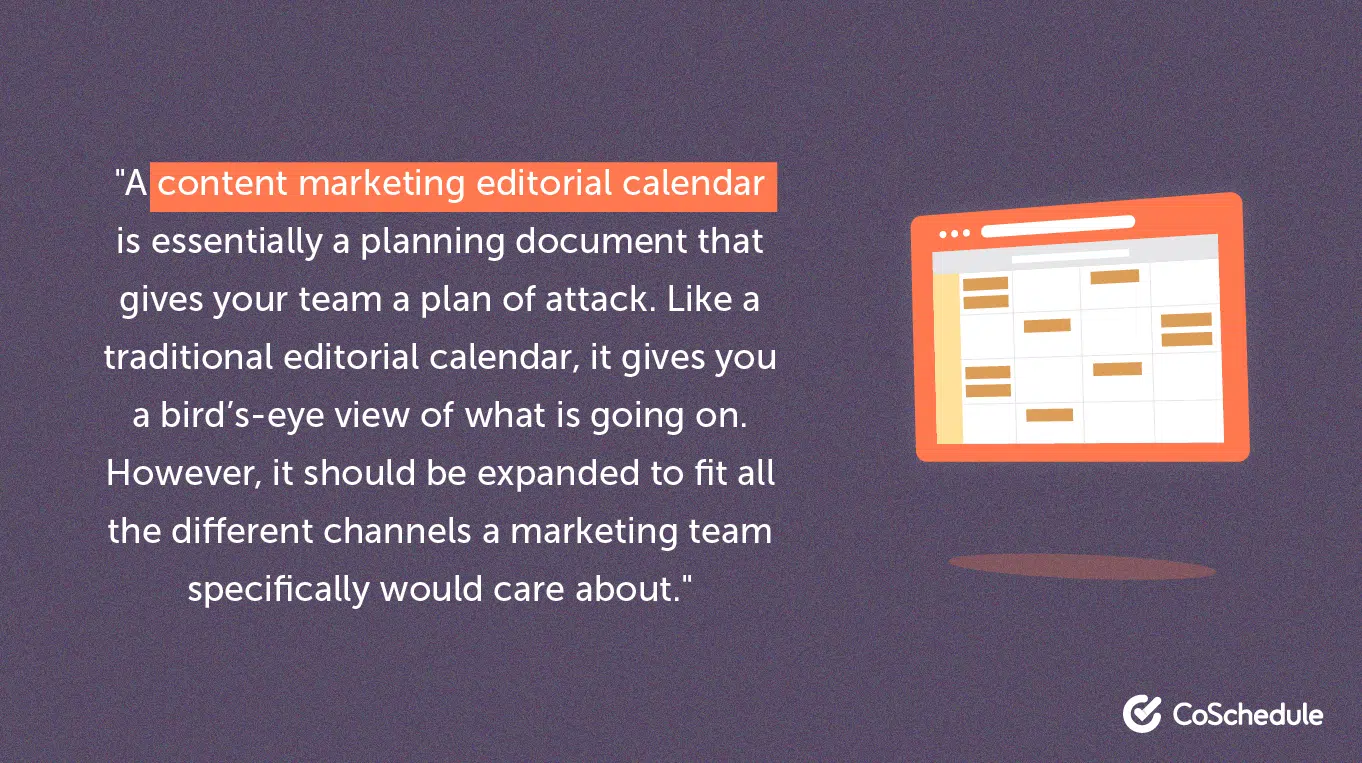 "A content marketing editorial calendar
is essentially a planning document that
gives your team a plan of attack. Like a
traditional editorial calendar, it gives you
a bird’s-eye view of what is going on.
However, it should be expanded to fit all
the different channels a marketing team
specifically would care about."
CoSchedule